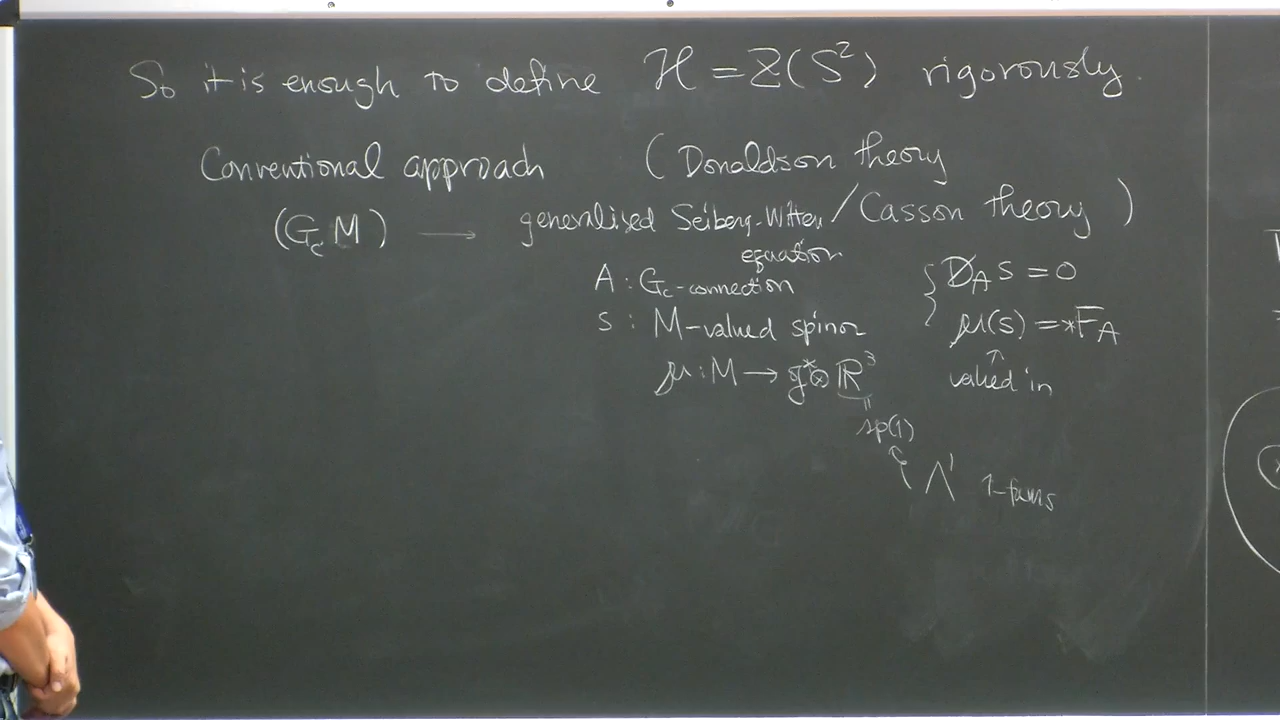 So it is enough to define ℋ = Z(S²) rigorously.
Conventional approach (Donaldson theory
/ Casson theory)
(G_c M) ⟶ generalized Seiberg-Witten
equation
A : G_c-connection
S : M-valued spinor
μ : M → g*⊗ℝ³
‖
sp(1)
Λ¹ 1-forms
{ D̸_A S = 0
μ(s) = *F_A
↑
valued in